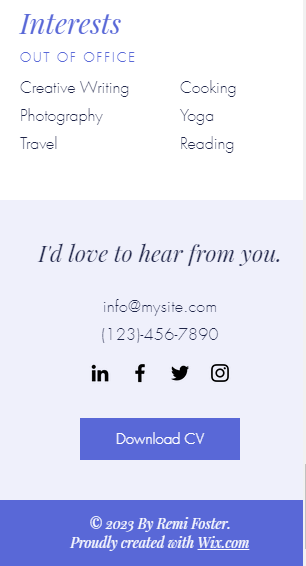 Interests
OUT OF OFFICE
Creative Writing Cooking
Photography Yoga
Travel Reading
I'd love to hear from you.
info@mysite.com
(123)-456-7890
Download CV
© 2023 By Remi Foster.
Proudly created with Wix.com